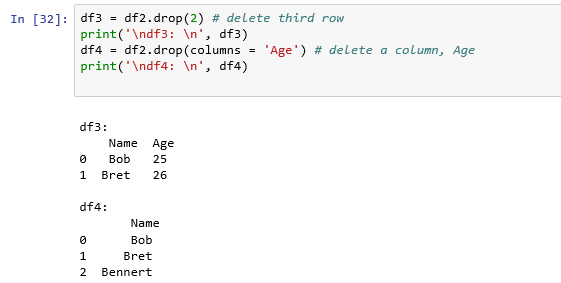 In [32]: df3 = df2.drop(2) # delete third row
print('\ndf3: \n', df3)
df4 = df2.drop(columns = 'Age') # delete a column, Age
print('\ndf4: \n', df4)
df3:
Name Age
0 Bob 25
1 Bret 26
df4:
Name
0 Bob
1 Bret
2 Bennert